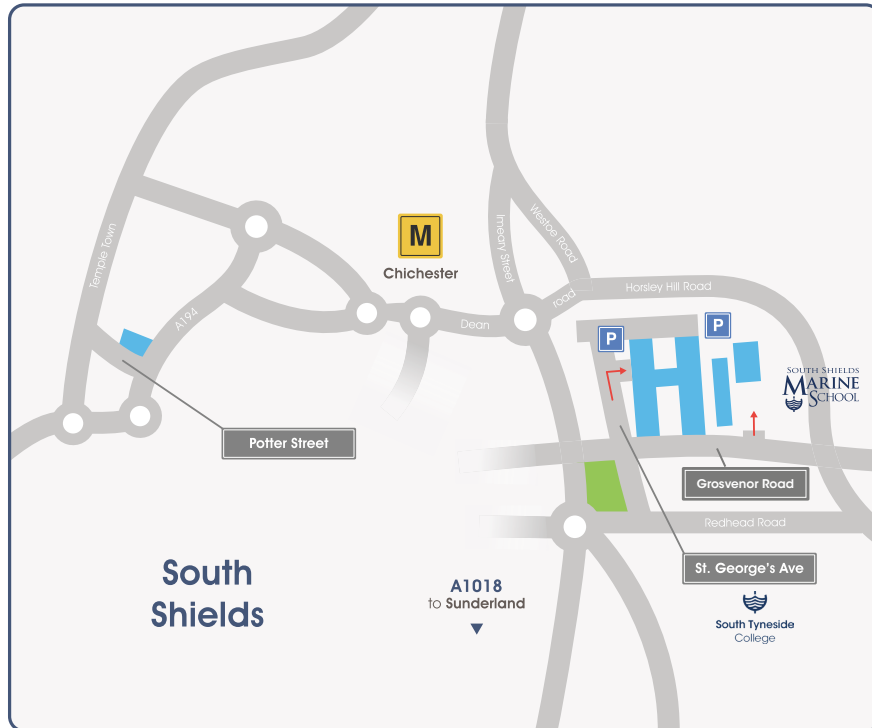 Temple Town
A194
M
Chichester
Imeary Street
Westoe Road
Dean
road
Horsley Hill Road
P
P
SOUTH SHIELDS
MARINE
SCHOOL
Potter Street
Grosvenor Road
Redhead Road
St. George's Ave
South
Shields
A1018
to Sunderland
South Tyneside
College